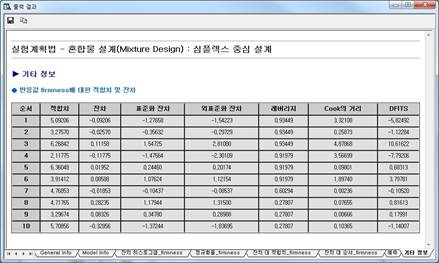 출력 결과
실험계획법 - 혼합물 설계(Mixture Design) : 심플렉스 중심 설계
▶ 기타 정보
● 반응값 firmness에 대한 적합치 및 잔차
순서 적합치 잔차 표준화 잔차 외표준화 잔차 레버리지 Cook의 거리 DFITS
1 5,09206 -0,09206 -1,27650 -1,54223 0,93449 3,32108 -5,82492
2 3,27570 -0,02570 -0,35632 -0,29729 0,93449 0,25873 -1,12284
3 6,26842 0,11158 1,54725 2,81080 0,93449 4,87868 10,61622
4 2,11775 -0,11775 -1,47584 -2,30109 0,91979 3,56699 -7,79206
5 6,36048 0,01952 0,24460 0,20174 0,91979 0,09801 0,68313
6 3,91412 0,08588 1,07624 1,12154 0,91979 1,89740 3,79781
7 4,76853 -0,01853 -0,10437 -0,08537 0,60294 0,00236 -0,10520
8 4,71765 0,28235 1,17944 1,31500 0,27807 0,07655 0,81613
9 3,29674 0,08326 0,34780 0,28988 0,27807 0,00666 0,17991
10 5,70856 -0,32856 -1,37244 -1,83695 0,27807 0,10365 -1,14007
General Info Model Info 잔차 히스토그램_firmness 정규확률_firmness 잔차 대 적합치_firmness 잔차 대 순서_firmness 예측 기타 정보